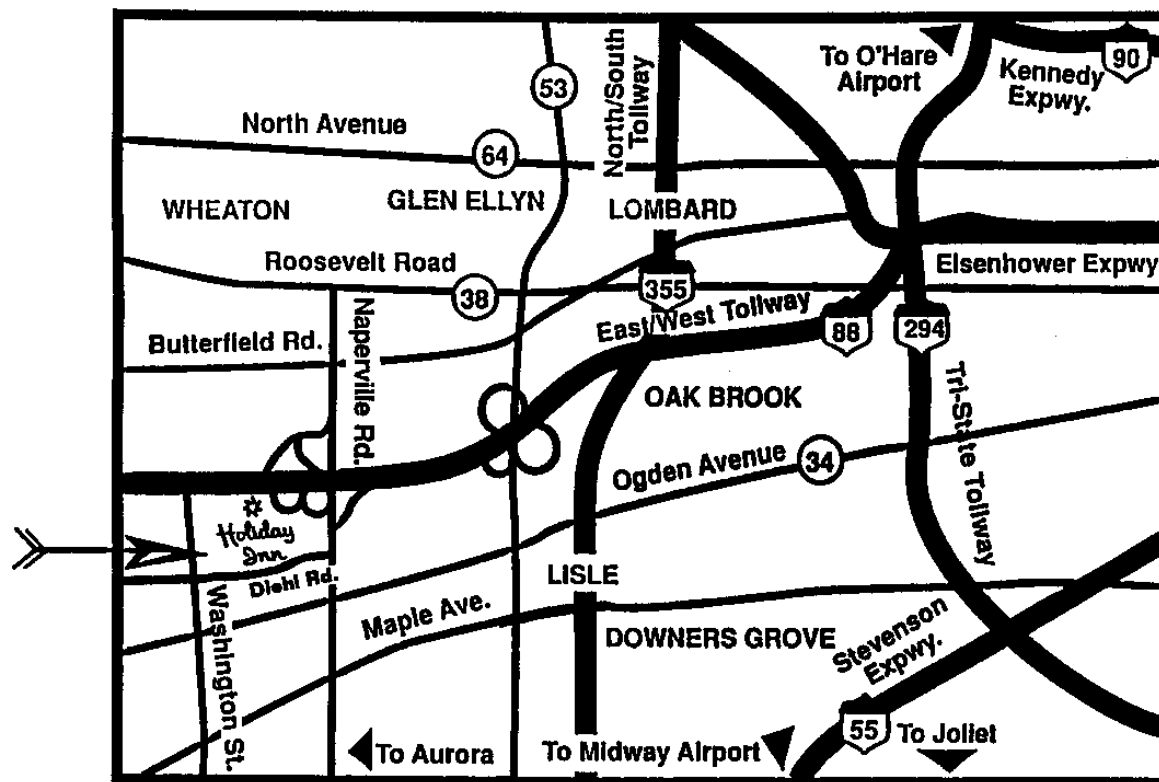 To O'Hare
Airport
90
Kennedy
Expwy.
53
North/South
Tollway
North Avenue
64
WHEATON
GLEN ELLYN
LOMBARD
Roosevelt Road
38
355
Eisenhower Expwy
East/West Tollway
88
294
Butterfield Rd.
Naperville Rd.
OAK BROOK
Tri-State Tollway
Ogden Avenue
34
Holiday
Inn
Diehl Rd.
LISLE
Washington St.
Maple Ave.
DOWNERS GROVE
Stevenson
Expwy.
55
To Aurora
To Midway Airport
To Joliet